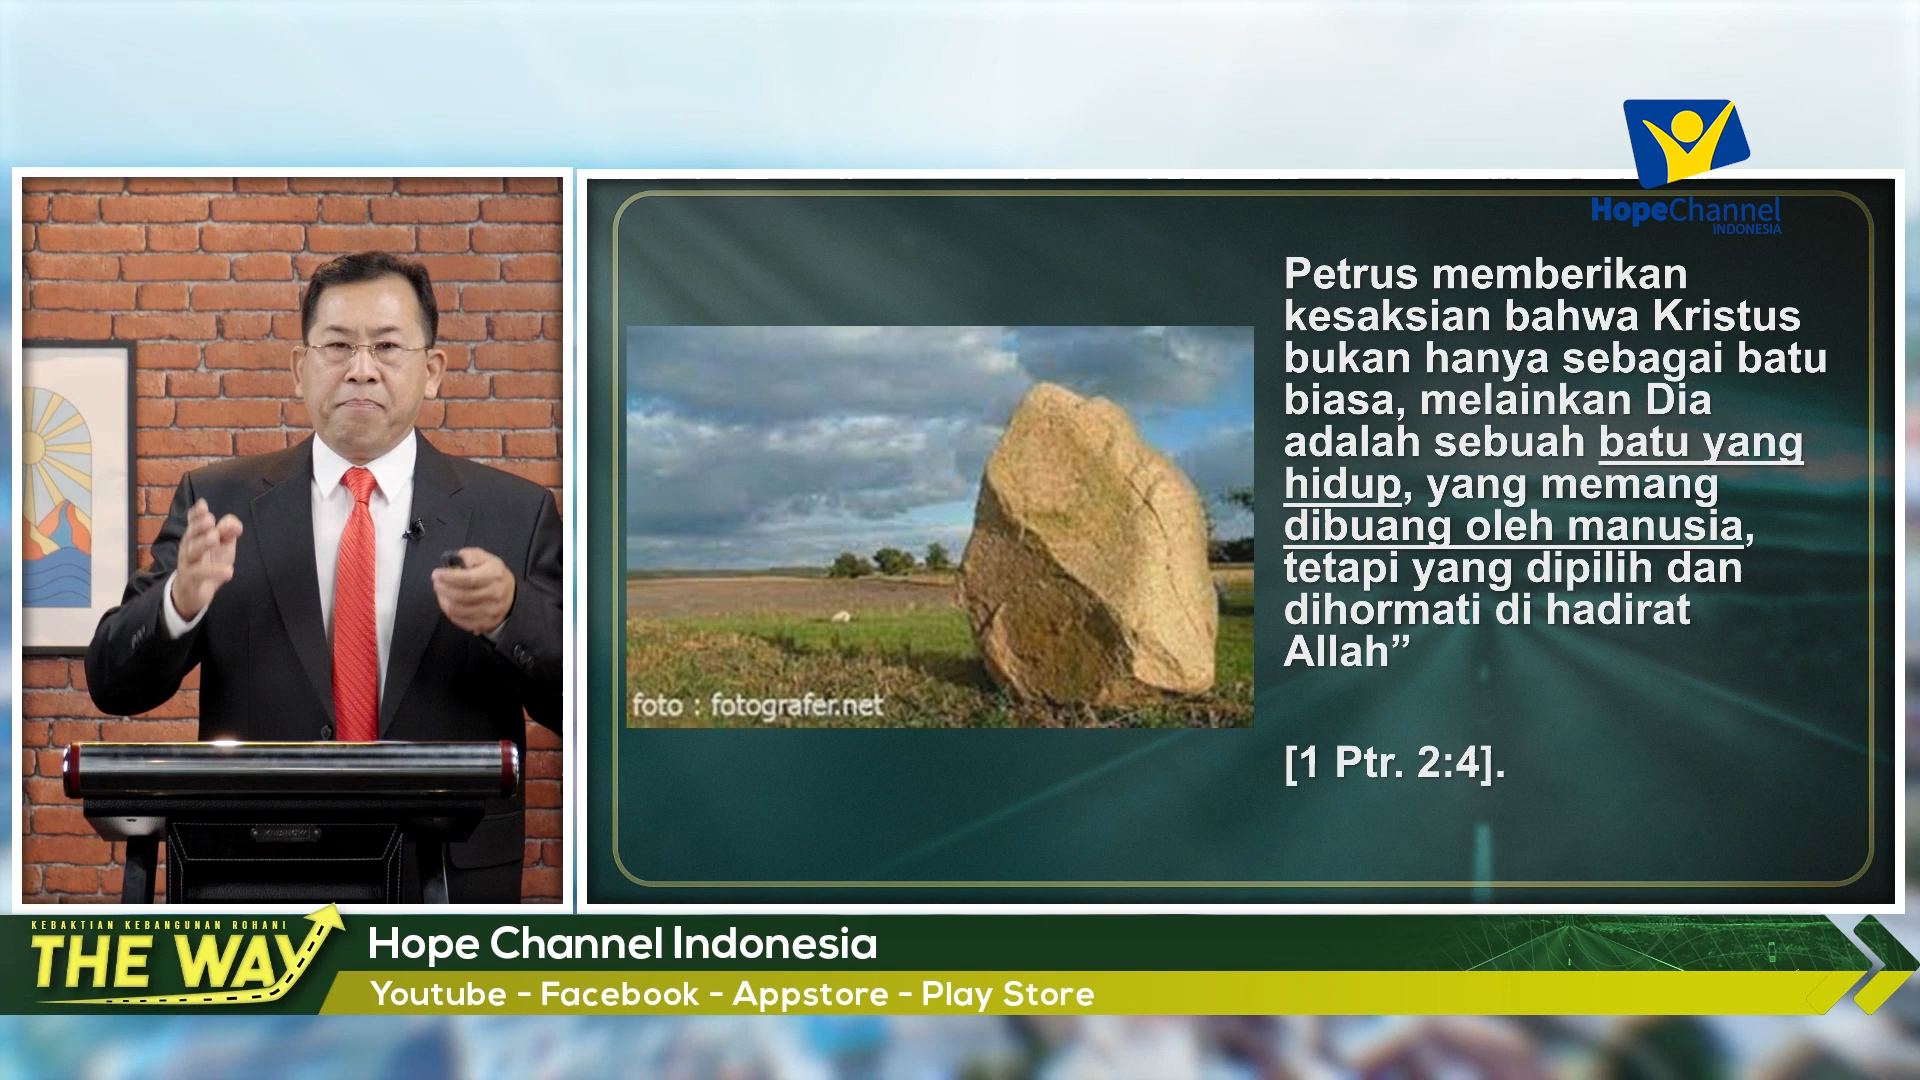 HopeChannel
INDONESIA
Petrus memberikan
kesaksian bahwa Kristus
bukan hanya sebagai batu
biasa, melainkan Dia
adalah sebuah batu yang
hidup, yang memang
dibuang oleh manusia,
tetapi yang dipilih dan
dihormati di hadirat
Allah”
[1 Ptr. 2:4].
foto : fotografer.net
KEBAKTIAN KEBANGUNAN ROHANI
THE WAY
Hope Channel Indonesia
Youtube - Facebook - Appstore - Play Store